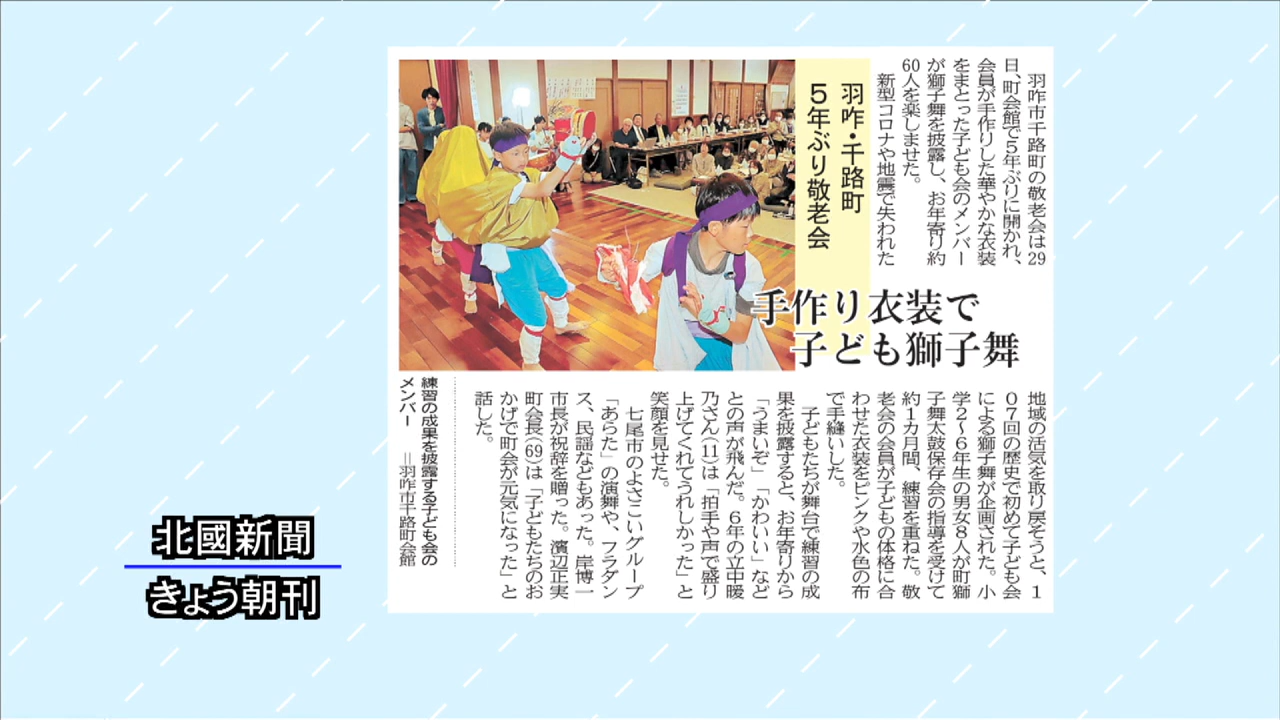 羽咋・千路町
5年ぶり敬老会
手作り衣装で
子ども獅子舞
羽咋市千路町の敬老会は29
日、町会館で5年ぶりに開かれ、
会員が手作りした華やかな衣装
をまとった子ども会のメンバー
が獅子舞を披露し、お年寄り約
60人を楽しませた。
新型コロナや地震で失われた
地域の活気を取り戻そうと、1
07回の歴史で初めて子ども会
による獅子舞が企画された。小
学2～6年生の男女8人が町獅
子舞太鼓保存会の指導を受けて
約1カ月間、練習を重ねた。敬
老会の会員が子どもの体格に合
わせた衣装をピンクや水色の布
で手縫いした。
子どもたちが舞台で練習の成
果を披露すると、お年寄りから
「うまいぞ」「かわいい」など
との声が飛んだ。6年の立中暖
乃さん(11)は「拍手や声で盛り
上げてくれてうれしかった」と
笑顔を見せた。
七尾市のよさこいグループ
「あらた」の演舞や、フラダン
ス、民謡などもあった。岸博一
市長が祝辞を贈った。濱辺正実
町会長(69)は「子どもたちのお
かげで町会が元気になった」と
話した。
練習の成果を披露する子ども会の
メンバー ＝羽咋市千路町会館
北國新聞
きょう朝刊